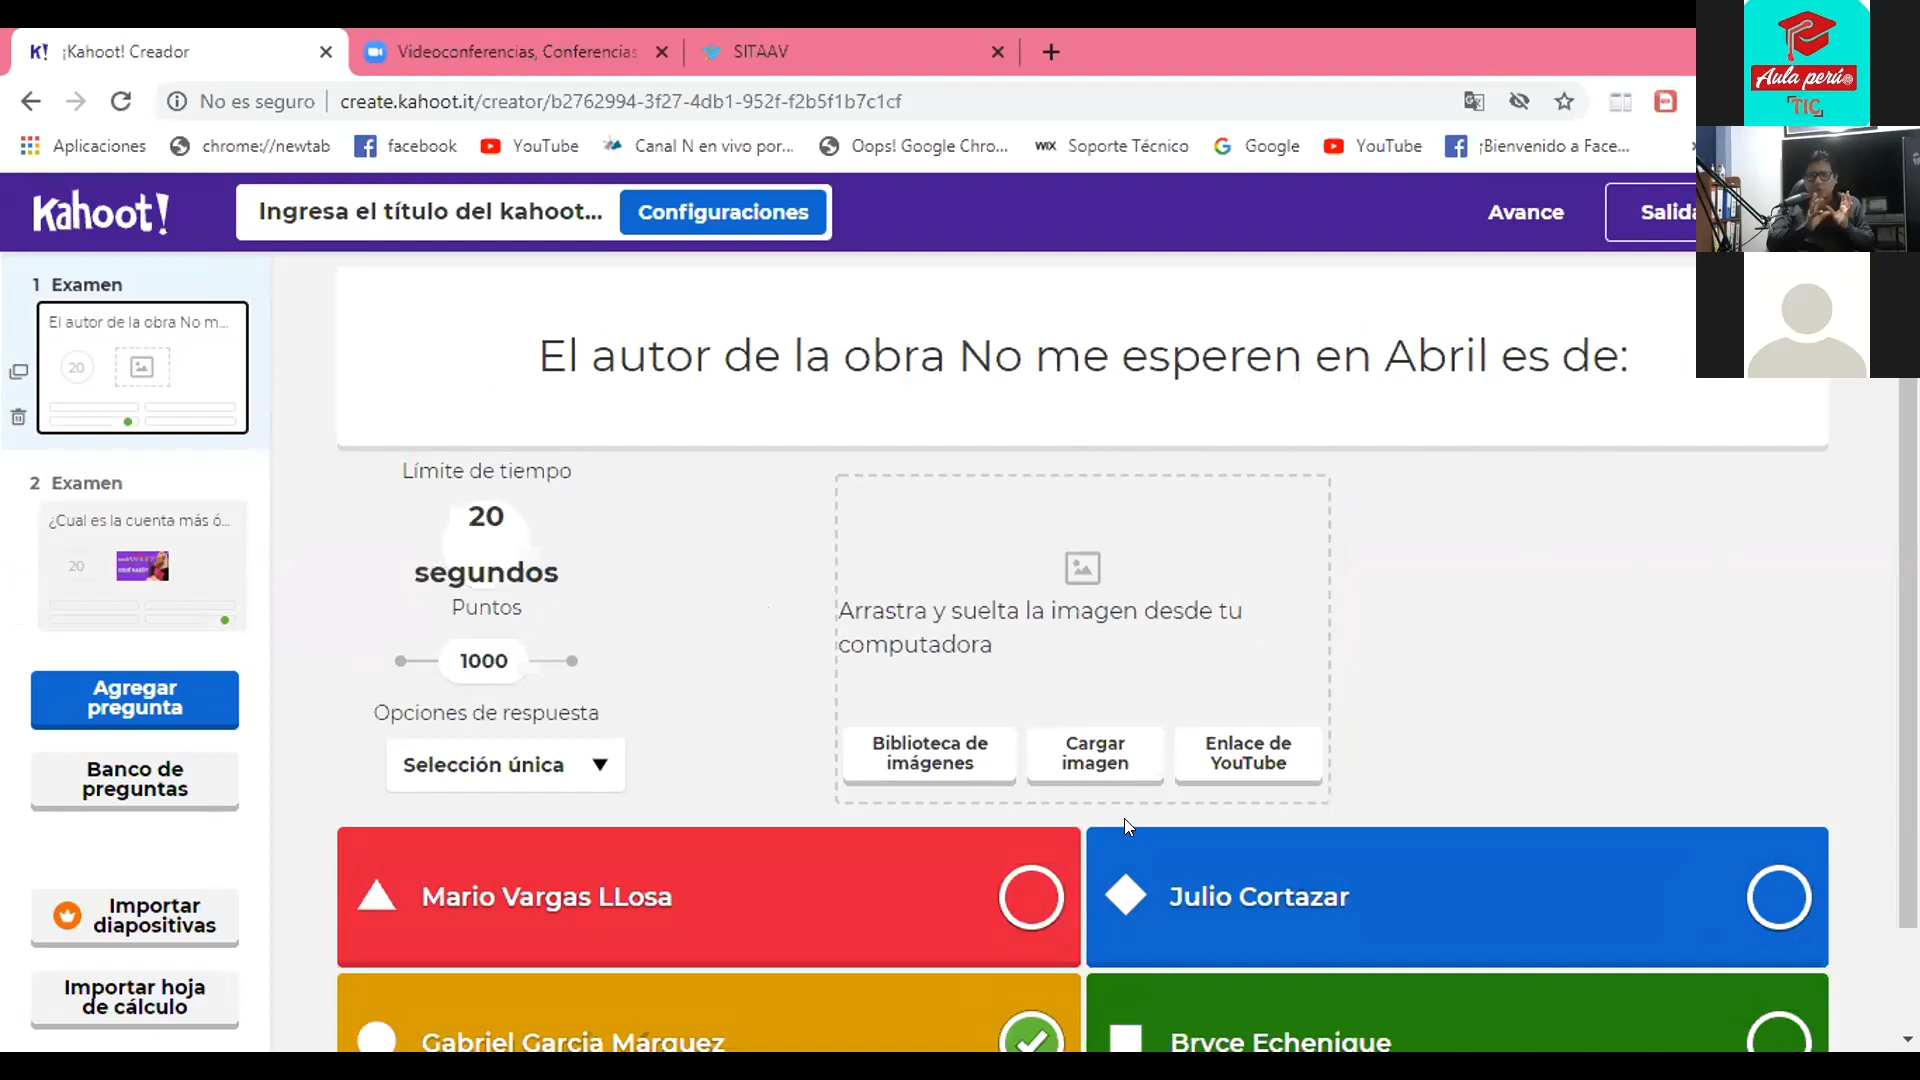 K! ¡Kahoot! Creador
Videoconferencias, Conferencias
SITAAV
No es seguro
create.kahoot.it/creator/b2762994-3f27-4db1-952f-f2b5f1b7c1cf
Aplicaciones
chrome://newtab
facebook
YouTube
Canal N en vivo por...
Oops! Google Chro...
WIX Soporte Técnico
Google
YouTube
¡Bienvenido a Face...
Aula perú
TIC
Kahoot!
Ingresa el título del kahoot...
Configuraciones
Avance
Salida
1 Examen
El autor de la obra No m...
20
2 Examen
¿Cual es la cuenta más ó...
20
Agregar
pregunta
Banco de
preguntas
Importar
diapositivas
Importar hoja
de cálculo
El autor de la obra No me esperen en Abril es de:
Límite de tiempo
20
segundos
Puntos
1000
Opciones de respuesta
Selección única
Arrastra y suelta la imagen desde tu
computadora
Biblioteca de
imágenes
Cargar
imagen
Enlace de
YouTube
Mario Vargas LLosa
Julio Cortazar
Gabriel Garcia Márquez
Bryce Echenique